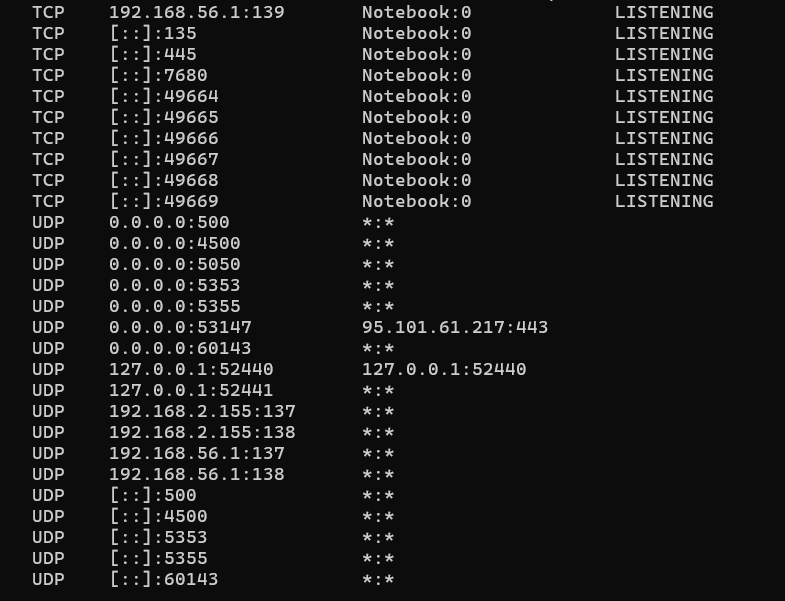 TCP    192.168.56.1:139       Notebook:0             LISTENING
TCP    [::]:135               Notebook:0             LISTENING
TCP    [::]:445               Notebook:0             LISTENING
TCP    [::]:7680              Notebook:0             LISTENING
TCP    [::]:49664             Notebook:0             LISTENING
TCP    [::]:49665             Notebook:0             LISTENING
TCP    [::]:49666             Notebook:0             LISTENING
TCP    [::]:49667             Notebook:0             LISTENING
TCP    [::]:49668             Notebook:0             LISTENING
TCP    [::]:49669             Notebook:0             LISTENING
UDP    0.0.0.0:500            *:*
UDP    0.0.0.0:4500           *:*
UDP    0.0.0.0:5050           *:*
UDP    0.0.0.0:5353           *:*
UDP    0.0.0.0:5355           *:*
UDP    0.0.0.0:53147          95.101.61.217:443
UDP    0.0.0.0:60143          *:*
UDP    127.0.0.1:52440        127.0.0.1:52440
UDP    127.0.0.1:52441        *:*
UDP    192.168.2.155:137      *:*
UDP    192.168.2.155:138      *:*
UDP    192.168.56.1:137       *:*
UDP    192.168.56.1:138       *:*
UDP    [::]:500               *:*
UDP    [::]:4500              *:*
UDP    [::]:5353              *:*
UDP    [::]:5355              *:*
UDP    [::]:60143             *:*